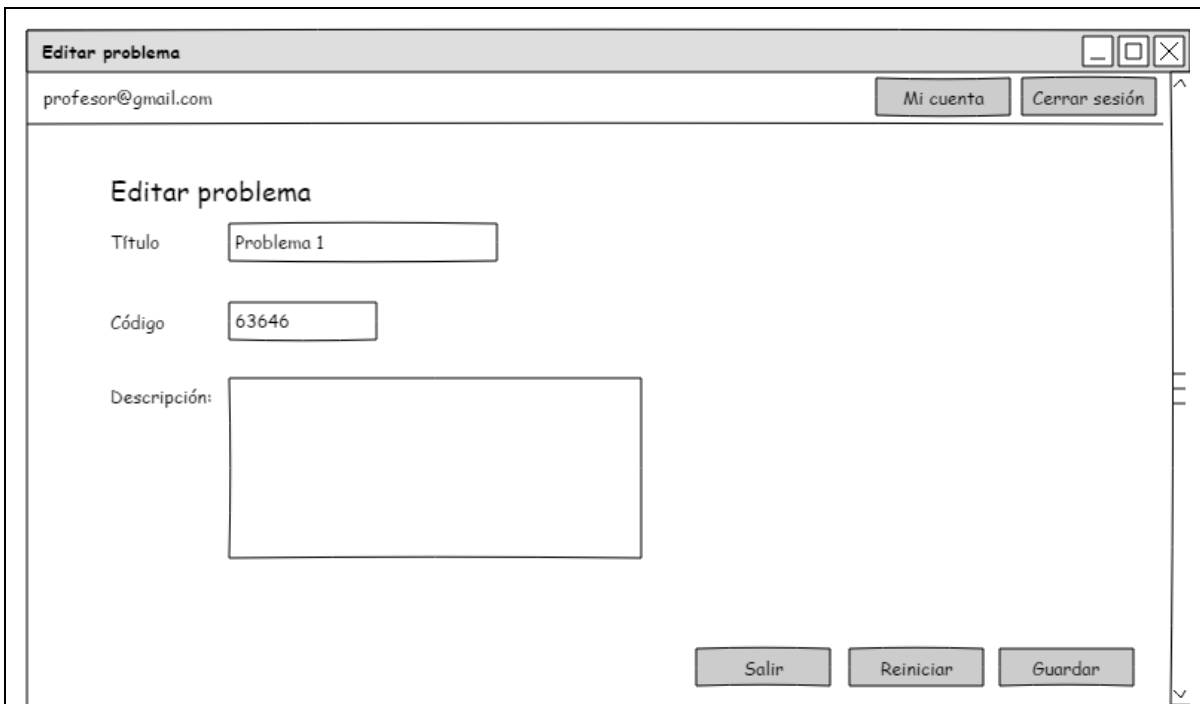 Editar problema
profesor@gmail.com
Mi cuenta
Cerrar sesión
Editar problema
Título
Problema 1
Código
63646
Descripción:
Salir
Reiniciar
Guardar